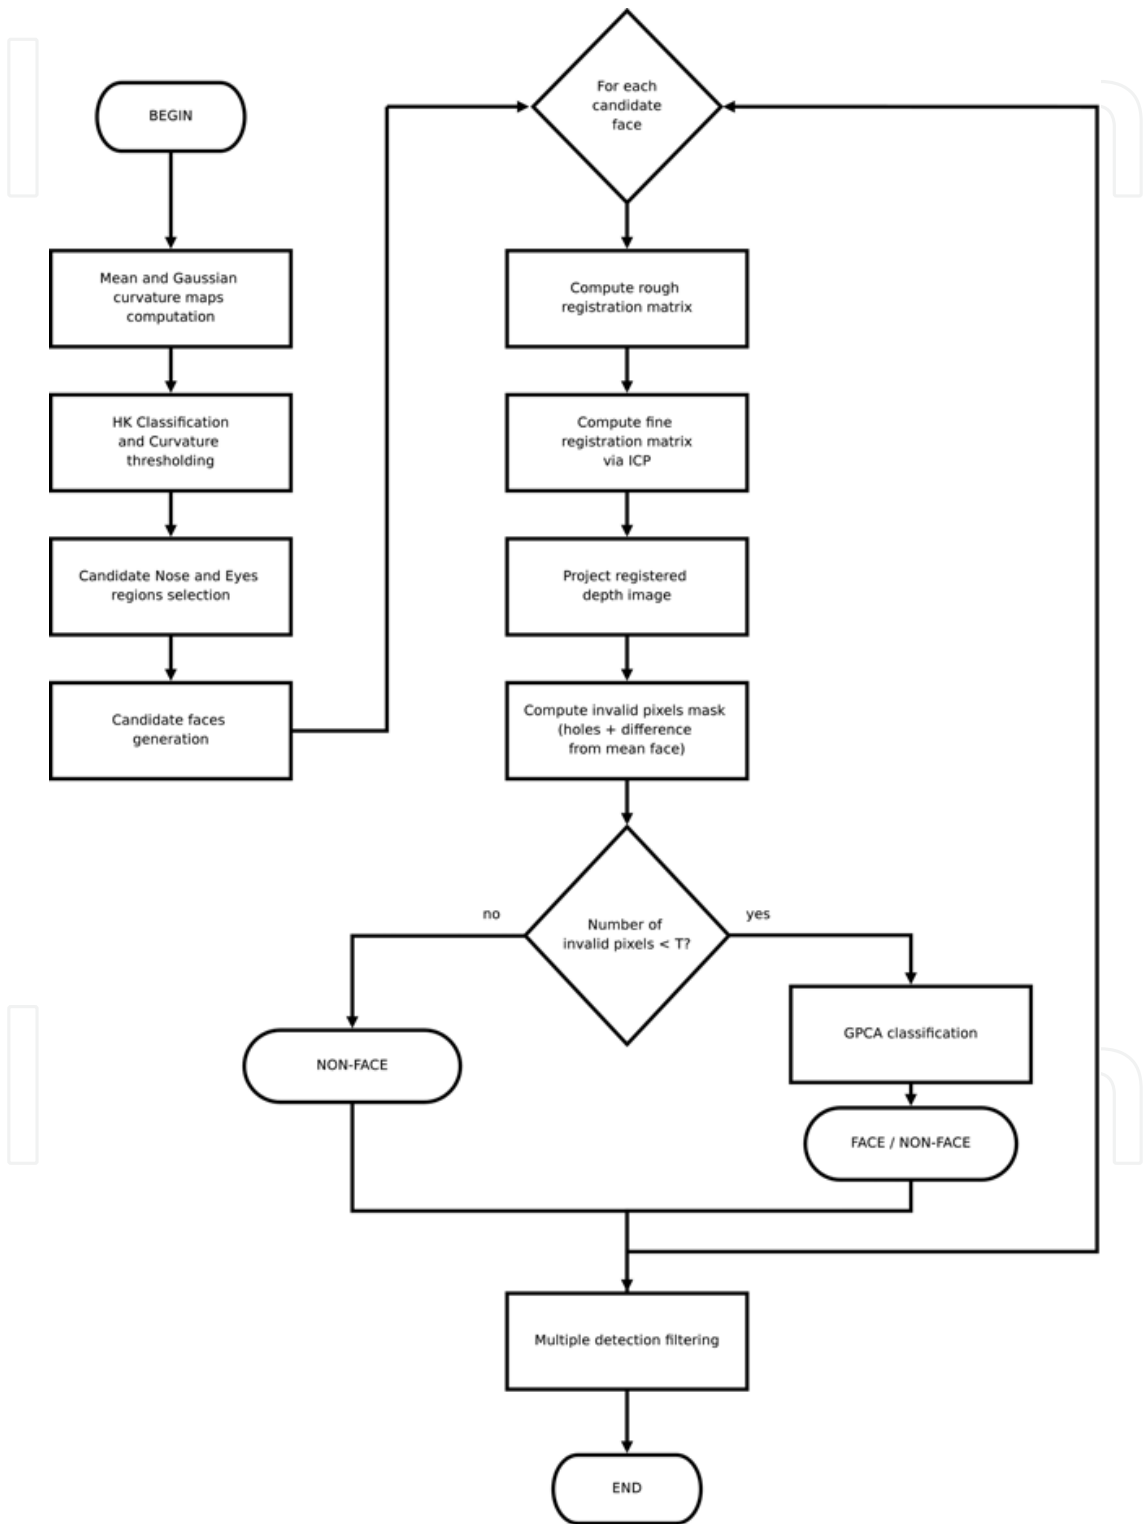 BEGIN
Mean and Gaussian
curvature maps
computation
HK Classification
and Curvature
thresholding
Candidate Nose and Eyes
regions selection
Candidate faces
generation
For each
candidate
face
Compute rough
registration matrix
Compute fine
registration matrix
via ICP
Project registered
depth image
Compute invalid pixels mask
(holes + difference
from mean face)
Number of
invalid pixels < T?
no
yes
NON-FACE
GPCA classification
FACE / NON-FACE
Multiple detection filtering
END